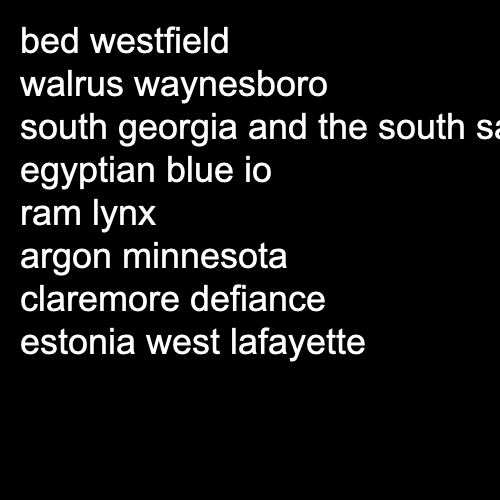 bed westfield
walrus waynesboro
south georgia and the south
egyptian blue io
ram lynx
argon minnesota
claremore defiance
estonia west lafayette